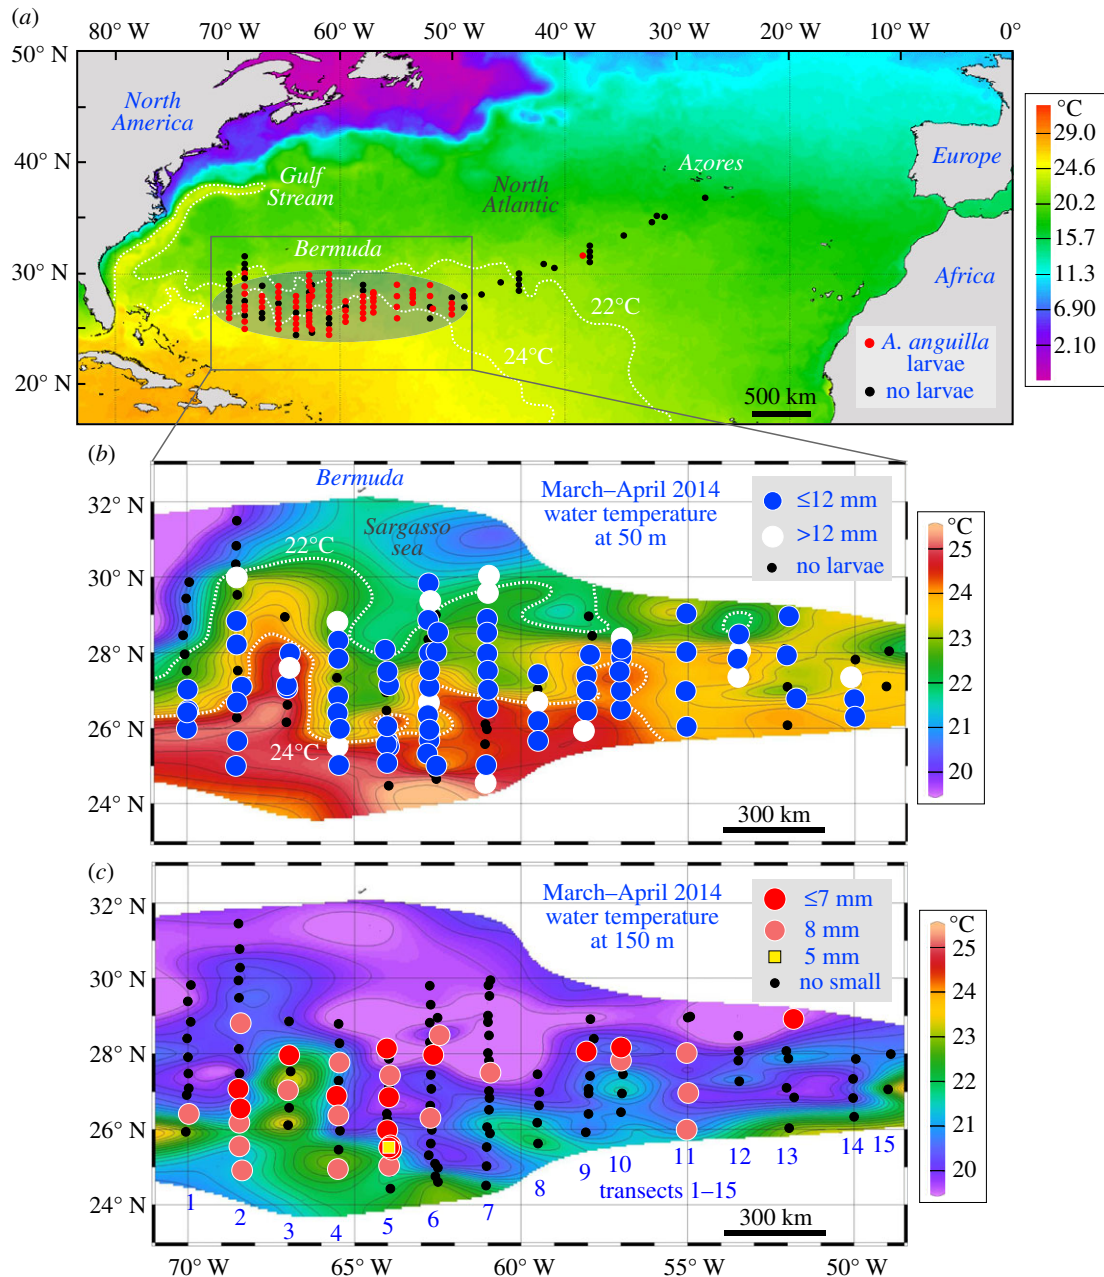 (a)
80° W 70° W 60° W 50° W 40° W 30° W 20° W 10° W 0°
50° N
40° N
30° N
20° N
North
America
Gulf
Stream
Bermuda
North
Atlantic
Azores
Europe
Africa
22°C
24°C
A. anguilla
larvae
no larvae
500 km
°C
29.0
24.6
20.2
15.7
11.3
6.90
2.10
(b)
Bermuda
Sargasso
sea
March–April 2014
water temperature
at 50 m
≤12 mm
>12 mm
no larvae
32° N
30° N
28° N
26° N
24° N
22°C
24°C
300 km
°C
25
24
23
22
21
20
(c)
March–April 2014
water temperature
at 150 m
≤7 mm
8 mm
5 mm
no small
32° N
30° N
28° N
26° N
24° N
1 2 3 4 5 6 7 8 9 10 11 12 13 14 15
transects 1–15
300 km
°C
25
24
23
22
21
20
70° W 65° W 60° W 55° W 50° W